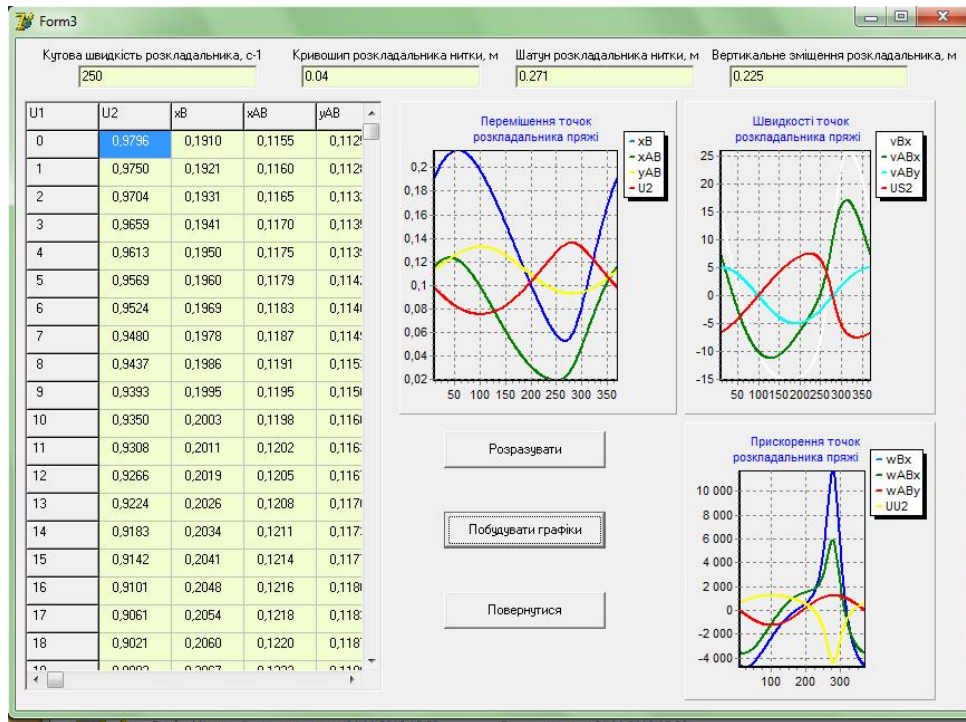 Form3
Кутова швидкість розкладальника, с-1 Кривошип розкладальника нитки, м Шатун розкладальника нитки, м Вертикальне зміщення розкладальника, м
250 0.04 0.271 0.225
U1 U2 xB xAB yAB
0 0,9796 0,1910 0,1155
1 0,9750 0,1921 0,1160
2 0,9704 0,1931 0,1165
3 0,9659 0,1941 0,1170
4 0,9613 0,1950 0,1175
5 0,9569 0,1960 0,1179
6 0,9524 0,1969 0,1183
7 0,9480 0,1978 0,1187
8 0,9437 0,1986 0,1191
9 0,9393 0,1995 0,1195
10 0,9350 0,2003 0,1198
11 0,9308 0,2011 0,1202
12 0,9266 0,2019 0,1205
13 0,9224 0,2026 0,1208
14 0,9183 0,2034 0,1211
15 0,9142 0,2041 0,1214
16 0,9101 0,2048 0,1216
17 0,9061 0,2054 0,1218
18 0,9021 0,2060 0,1220
Перемішення точок
розкладальника пряжі
xB
xAB
yAB
U2
0,2
0,18
0,16
0,14
0,12
0,1
0,08
0,06
0,04
0,02
50 100 150 200 250 300 350
Швидкості точок
розкладальника пряжі
vBx
vABx
vABy
US2
25
20
15
10
5
0
-5
-10
-15
50 100 150 200 250 300 350
Розразувати
Побудувати графіки
Повернутися
Прискорення точок
розкладальника пряжі
wBx
wABx
wABy
UU2
10 000
8 000
6 000
4 000
2 000
0
-2 000
-4 000
100 200 300